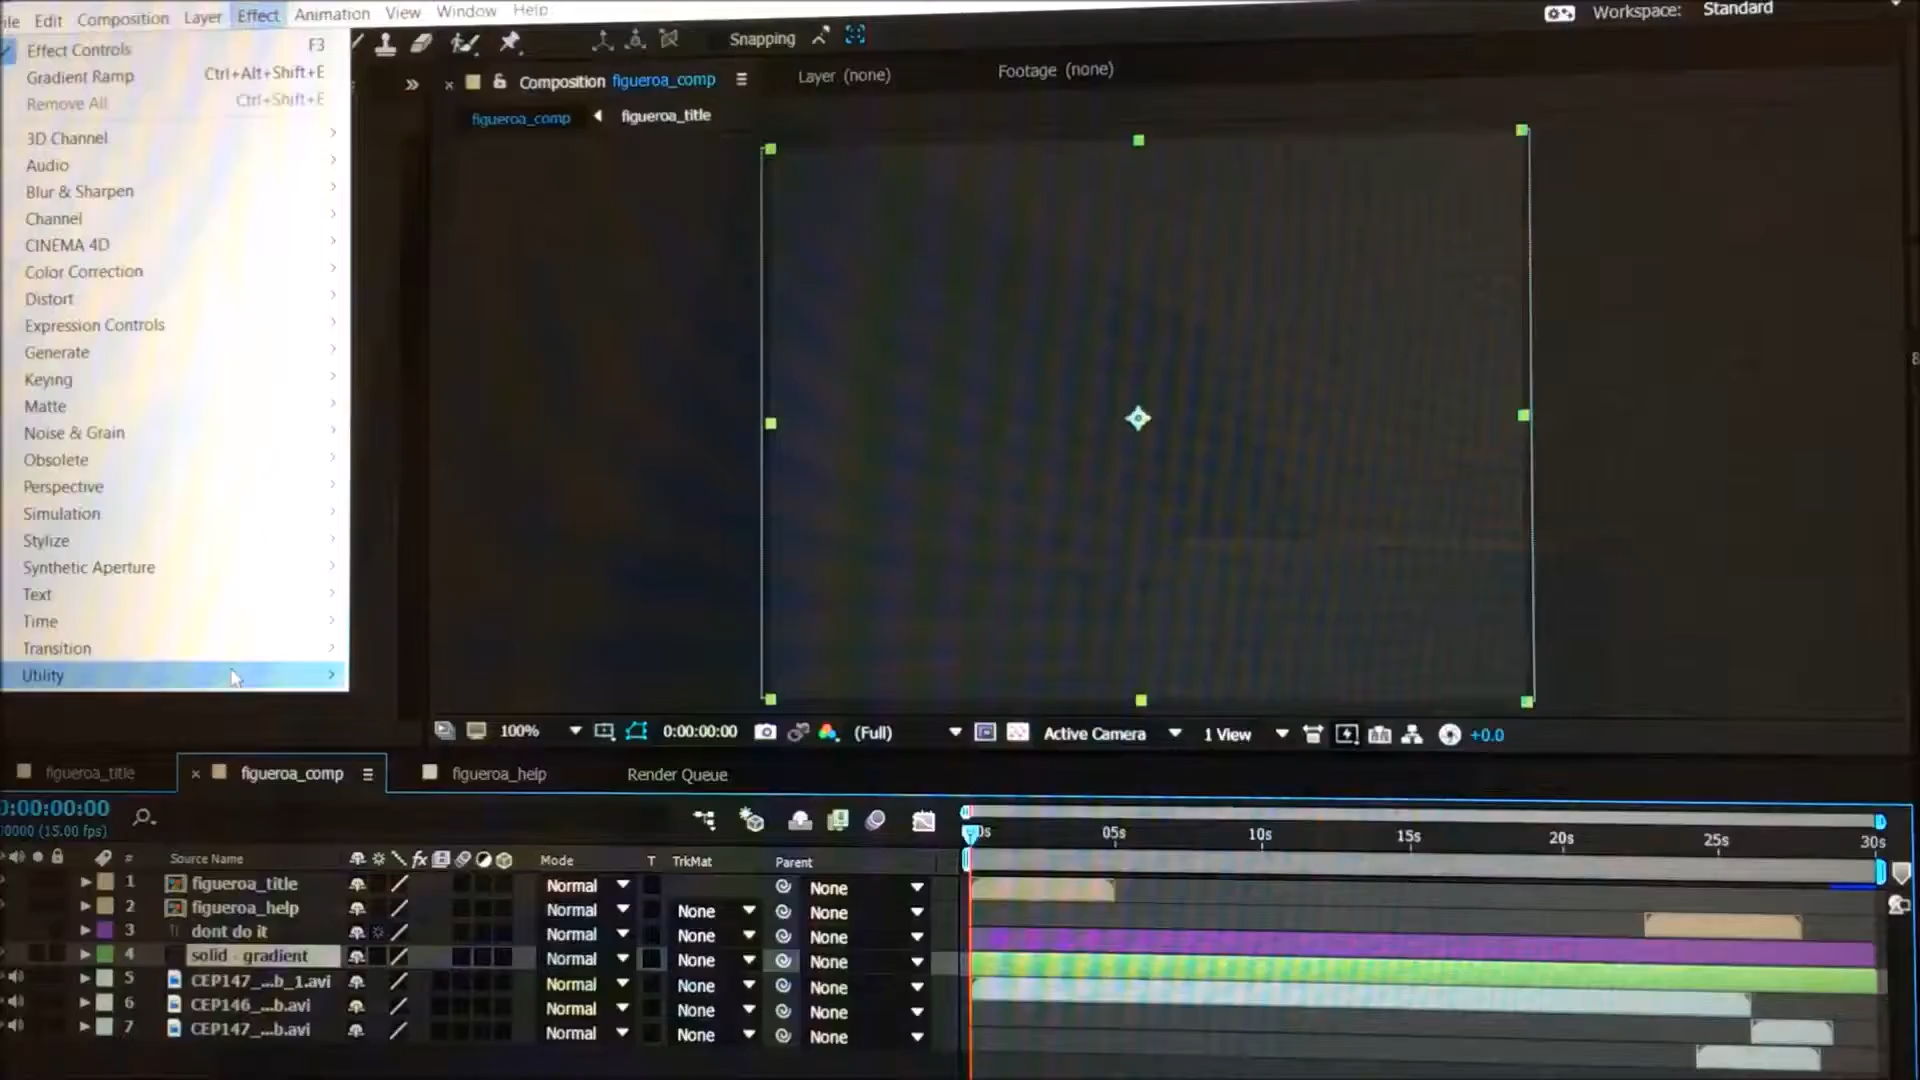 ile Edit Composition Layer Effect Animation View Window Help
Workspace: Standard
Snapping
Effect Controls F3
Gradient Ramp Ctrl+Alt+Shift+E
Remove All Ctrl+Shift+E
3D Channel
Audio
Blur & Sharpen
Channel
CINEMA 4D
Color Correction
Distort
Expression Controls
Generate
Keying
Matte
Noise & Grain
Obsolete
Perspective
Simulation
Stylize
Synthetic Aperture
Text
Time
Transition
Utility
Composition figueroa_comp
Layer (none)
Footage (none)
figueroa_comp figueroa_title
8
100% 0:00:00:00 (Full) Active Camera 1 View +0.0
figueroa_title figueroa_comp figueroa_help Render Queue
0:00:00:00
00000 (15.00 fps)
0s 05s 10s 15s 20s 25s 30s
# Source Name Mode T TrkMat Parent
1 figueroa_title Normal None
2 figueroa_help Normal None None
3 dont do it Normal None None
4 solid - gradient Normal None None
5 CEP147_...b_1.avi Normal None None
6 CEP146_...b.avi Normal None None
7 CEP147_...b.avi Normal None None